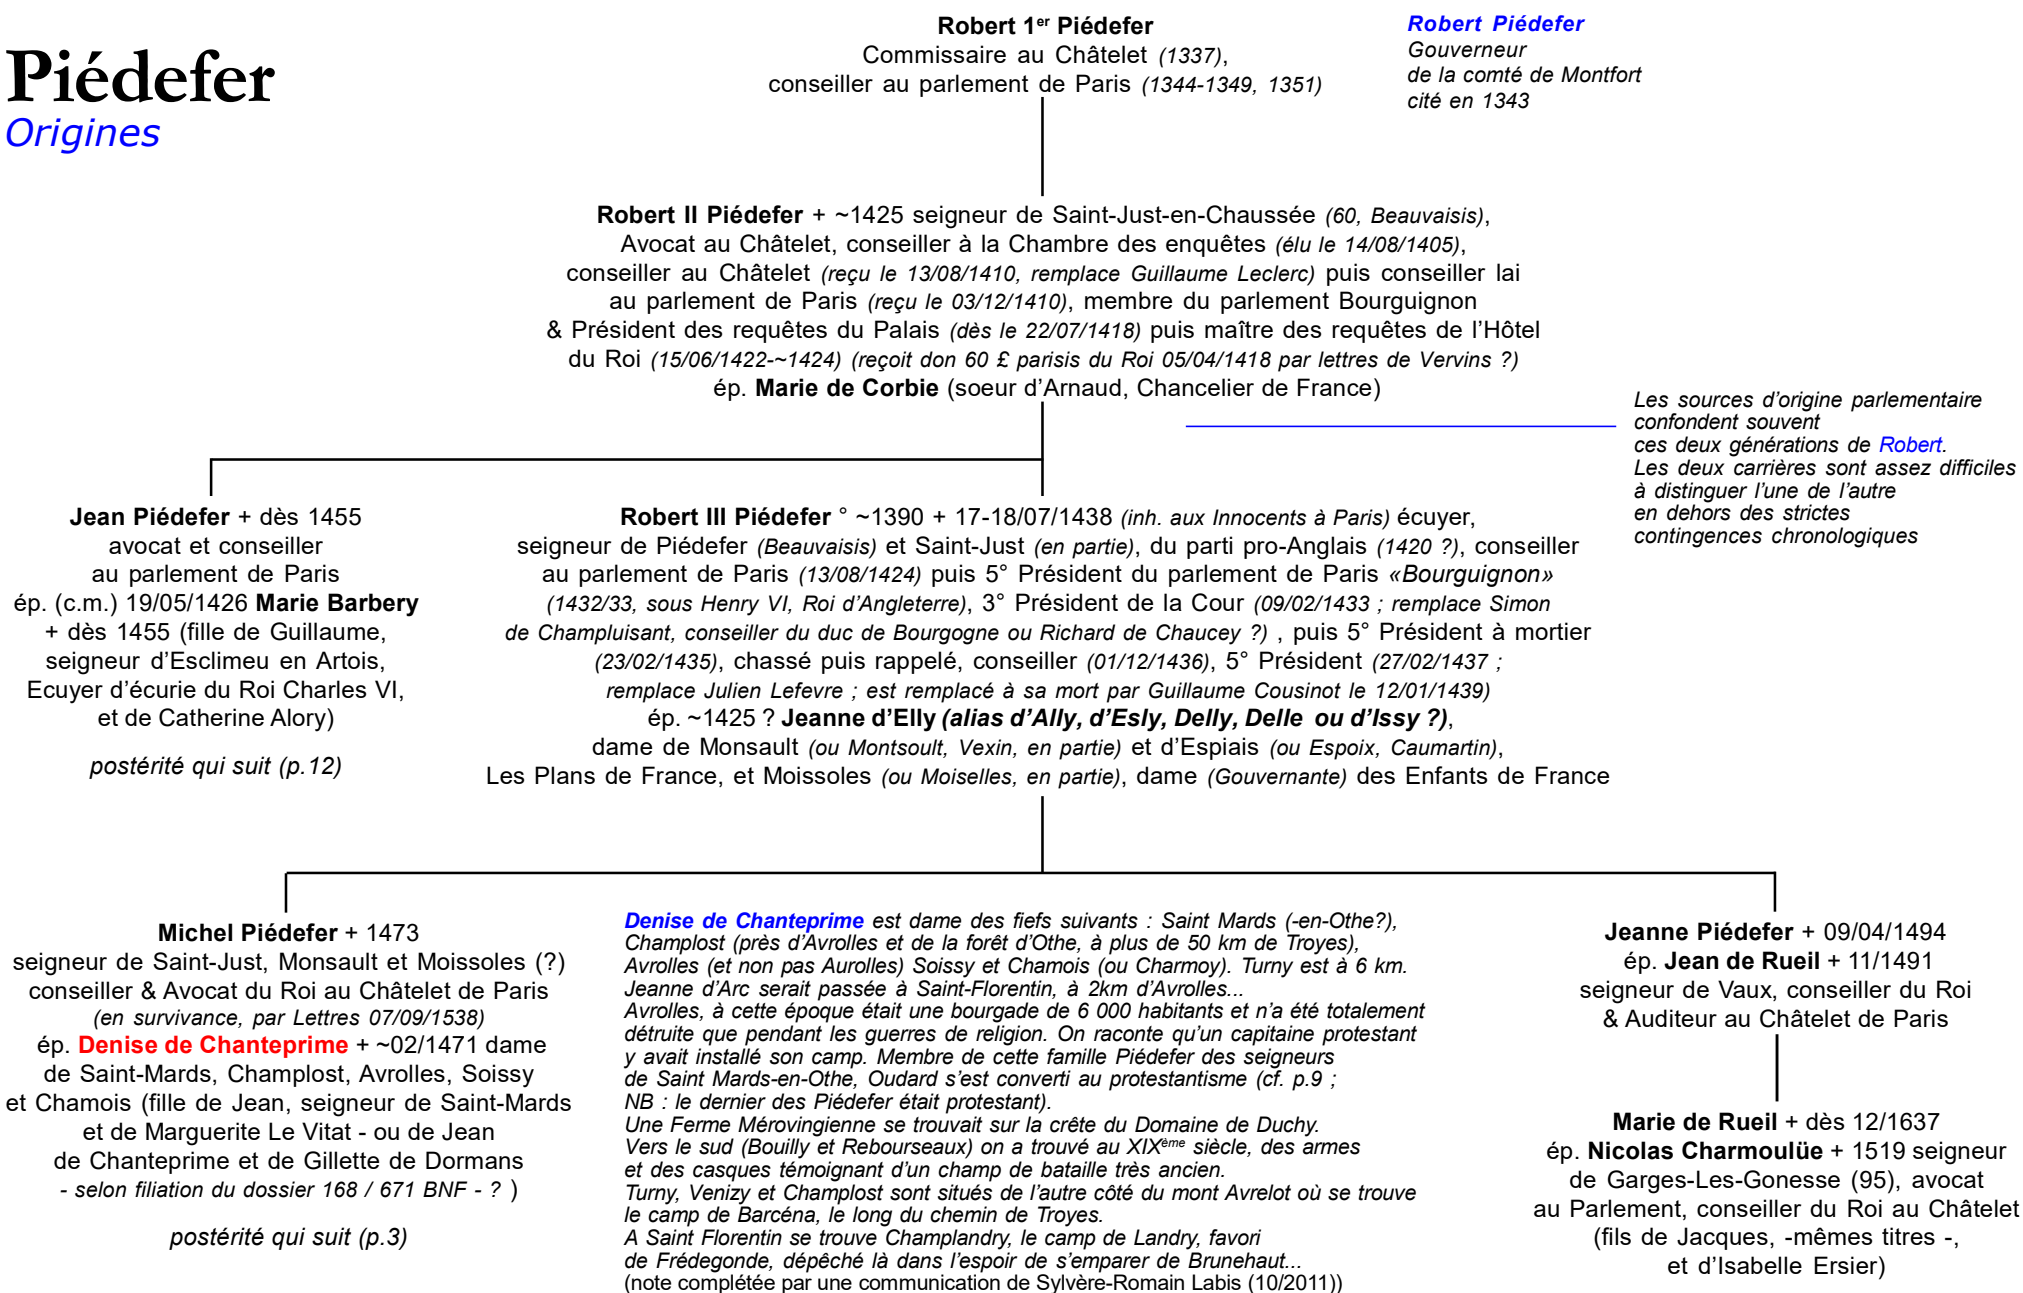 Piédefer
Origines
Robert 1er Piédefer
Commissaire au Châtelet (1337),
conseiller au parlement de Paris (1344-1349, 1351)
Robert Piédefer
Gouverneur
de la comté de Montfort
cité en 1343
Robert II Piédefer + ~1425 seigneur de Saint-Just-en-Chaussée (60, Beauvaisis),
Avocat au Châtelet, conseiller à la Chambre des enquêtes (élu le 14/08/1405),
conseiller au Châtelet (reçu le 13/08/1410, remplace Guillaume Leclerc) puis conseiller lai
au parlement de Paris (reçu le 03/12/1410), membre du parlement Bourguignon
& Président des requêtes du Palais (dès le 22/07/1418) puis maître des requêtes de l'Hôtel
du Roi (15/06/1422-~1424) (reçoit don 60 £ parisis du Roi 05/04/1418 par lettres de Vervins ?)
ép. Marie de Corbie (soeur d'Arnaud, Chancelier de France)
Les sources d'origine parlementaire
confondent souvent
ces deux générations de Robert.
Les deux carrières sont assez difficiles
à distinguer l'une de l'autre
en dehors des strictes
contingences chronologiques
Jean Piédefer + dès 1455
avocat et conseiller
au parlement de Paris
ép. (c.m.) 19/05/1426 Marie Barbery
+ dès 1455 (fille de Guillaume,
seigneur d'Esclimeu en Artois,
Ecuyer d'écurie du Roi Charles VI,
et de Catherine Alory)
postérité qui suit (p.12)
Robert III Piédefer ° ~1390 + 17-18/07/1438 (inh. aux Innocents à Paris) écuyer,
seigneur de Piédefer (Beauvaisis) et Saint-Just (en partie), du parti pro-Anglais (1420 ?), conseiller
au parlement de Paris (13/08/1424) puis 5° Président du parlement de Paris «Bourguignon»
(1432/33, sous Henry VI, Roi d'Angleterre), 3° Président de la Cour (09/02/1433 ; remplace Simon
de Champluisant, conseiller du duc de Bourgogne ou Richard de Chaucey ?) , puis 5° Président à mortier
(23/02/1435), chassé puis rappelé, conseiller (01/12/1436), 5° Président (27/02/1437 ;
remplace Julien Lefevre ; est remplacé à sa mort par Guillaume Cousinot le 12/01/1439)
ép. ~1425 ? Jeanne d'Elly (alias d'Ally, d'Esly, Delly, Delle ou d'Issy ?),
dame de Monsault (ou Montsoult, Vexin, en partie) et d'Espiais (ou Espoix, Caumartin),
Les Plans de France, et Moissoles (ou Moiselles, en partie), dame (Gouvernante) des Enfants de France
Michel Piédefer + 1473
seigneur de Saint-Just, Monsault et Moissoles (?)
conseiller & Avocat du Roi au Châtelet de Paris
(en survivance, par Lettres 07/09/1538)
ép. Denise de Chanteprime + ~02/1471 dame
de Saint-Mards, Champlost, Avrolles, Soissy
et Chamois (fille de Jean, seigneur de Saint-Mards
et de Marguerite Le Vitat - ou de Jean
de Chanteprime et de Gillette de Dormans
- selon filiation du dossier 168 / 671 BNF - ? )
postérité qui suit (p.3)
Denise de Chanteprime est dame des fiefs suivants : Saint Mards (-en-Othe?),
Champlost (près d'Avrolles et de la forêt d'Othe, à plus de 50 km de Troyes),
Avrolles (et non pas Aurolles) Soissy et Chamois (ou Charmoy). Turny est à 6 km.
Jeanne d'Arc serait passée à Saint-Florentin, à 2km d'Avrolles...
Avrolles, à cette époque était une bourgade de 6 000 habitants et n'a été totalement
détruite que pendant les guerres de religion. On raconte qu'un capitaine protestant
y avait installé son camp. Membre de cette famille Piédefer des seigneurs
de Saint Mards-en-Othe, Oudard s'est converti au protestantisme (cf. p.9 ;
NB : le dernier des Piédefer était protestant).
Une Ferme Mérovingienne se trouvait sur la crête du Domaine de Duchy.
Vers le sud (Bouilly et Rebourseaux) on a trouvé au XIXème siècle, des armes
et des casques témoignant d'un champ de bataille très ancien.
Turny, Venizy et Champlost sont situés de l'autre côté du mont Avrelot où se trouve
le camp de Barcéna, le long du chemin de Troyes.
A Saint Florentin se trouve Champlandry, le camp de Landry, favori
de Frédegonde, dépêché là dans l'espoir de s'emparer de Brunehaut...
(note complétée par une communication de Sylvère-Romain Labis (10/2011))
Jeanne Piédefer + 09/04/1494
ép. Jean de Rueil + 11/1491
seigneur de Vaux, conseiller du Roi
& Auditeur au Châtelet de Paris
Marie de Rueil + dès 12/1637
ép. Nicolas Charmoulüe + 1519 seigneur
de Garges-Les-Gonesse (95), avocat
au Parlement, conseiller du Roi au Châtelet
(fils de Jacques, -mêmes titres -,
et d'Isabelle Ersier)